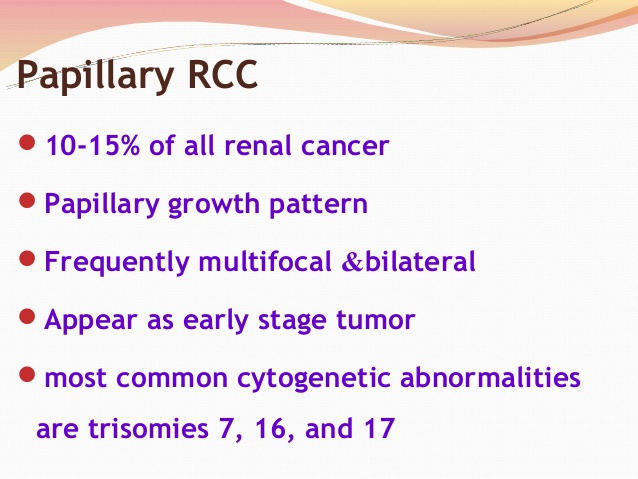 Papillary RCC
10-15% of all renal cancer
Papillary growth pattern
Frequently multifocal &bilateral
Appear as early stage tumor
most common cytogenetic abnormalities
are trisomies 7, 16, and 17